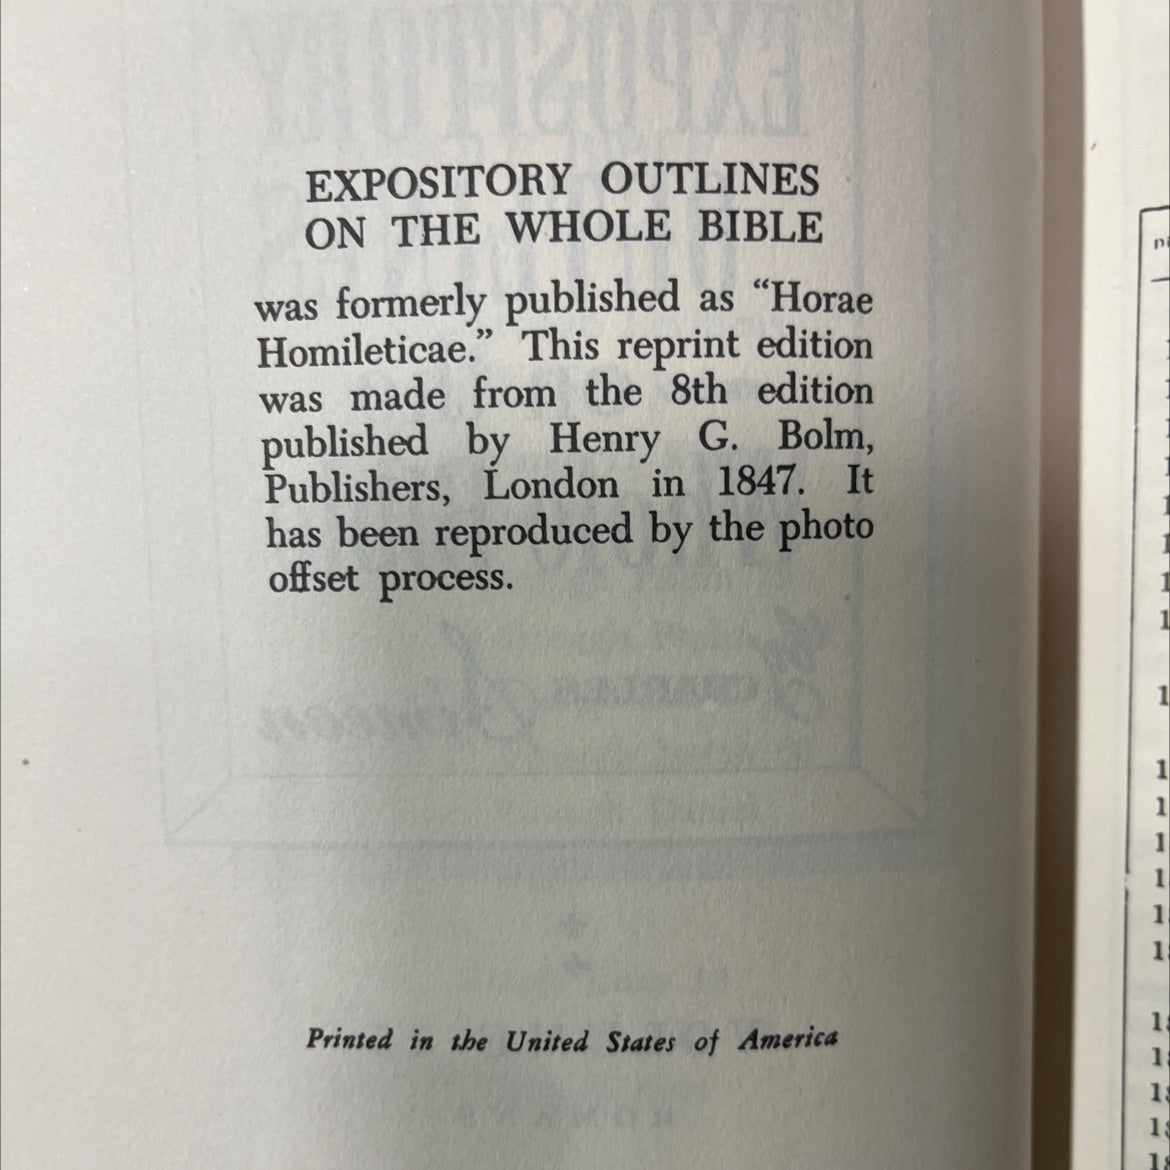 EXPOSITORY OUTLINES
ON THE WHOLE BIBLE
was formerly published as “Horae
Homileticae.” This reprint edition
was made from the 8th edition
published by Henry G. Bolm,
Publishers, London in 1847. It
has been reproduced by the photo
offset process.
Printed in the United States of America